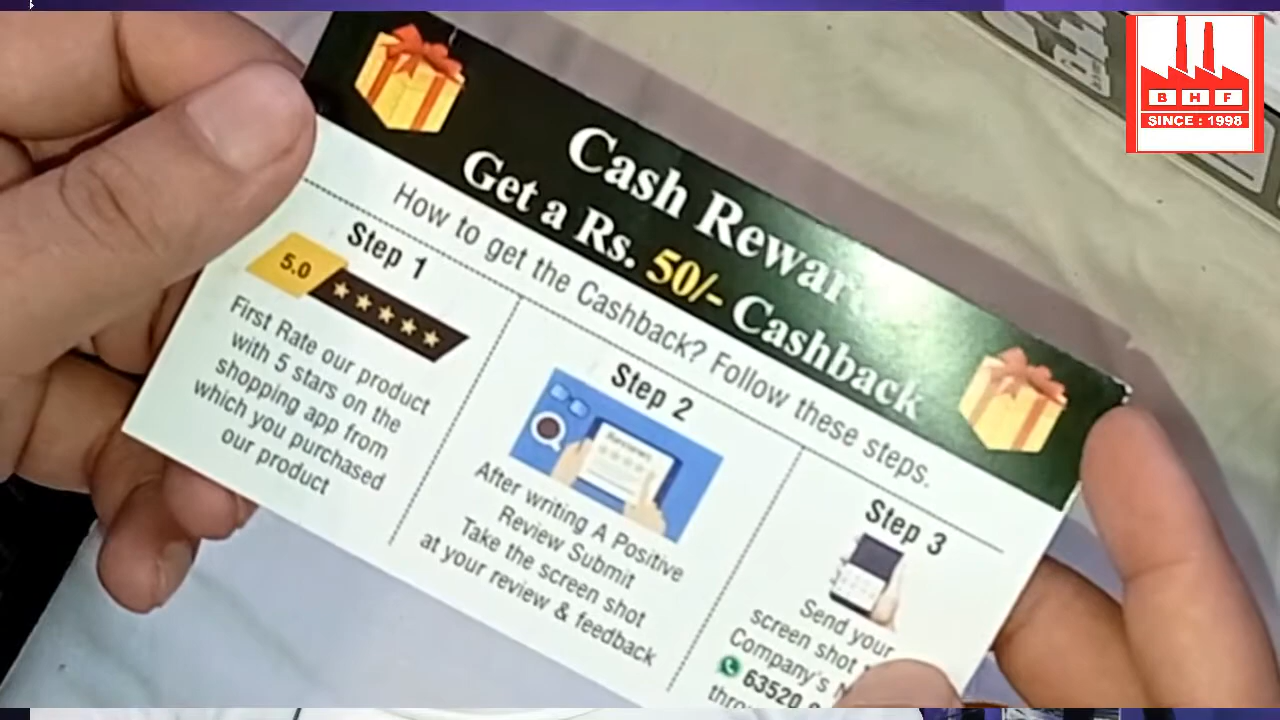 B H F
SINCE : 1998
Cash
Get a Rs. 50/- Cashback
How to get the Cashback? Follow these steps.
Step 1
5.0
First Rate our product
with 5 stars on the
shopping app from
which you purchased
our product
Step 2
After writing A Positive
Review Submit
Take the screen shot
at your review & feedback
Step 3
Send your
screen shot
Company's
63520